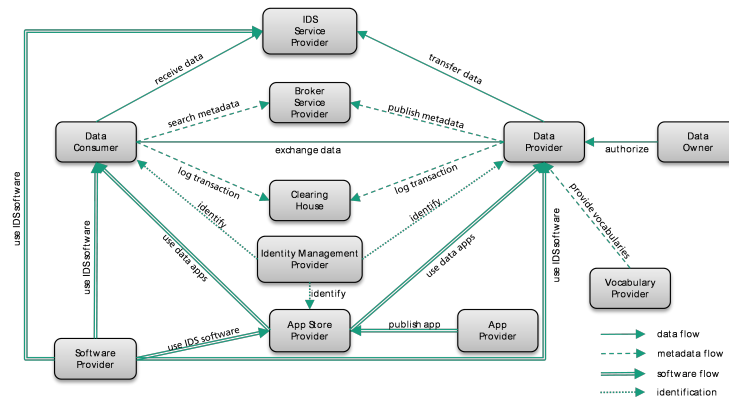 IDS
Service
Provider
receive data
transfer data
Broker
Service
Provider
search metadata
publish metadata
Data
Consumer
exchange data
Data
Provider
authorize
Data
Owner
log transaction
log transaction
Clearing
House
identify
identify
provide vocabularies
use IDS software
use IDS software
use data apps
Identity Management
Provider
use data apps
use IDS software
identify
Vocabulary
Provider
use IDS software
App Store
Provider
publish app
App
Provider
Software
Provider
data flow
metadata flow
software flow
identification